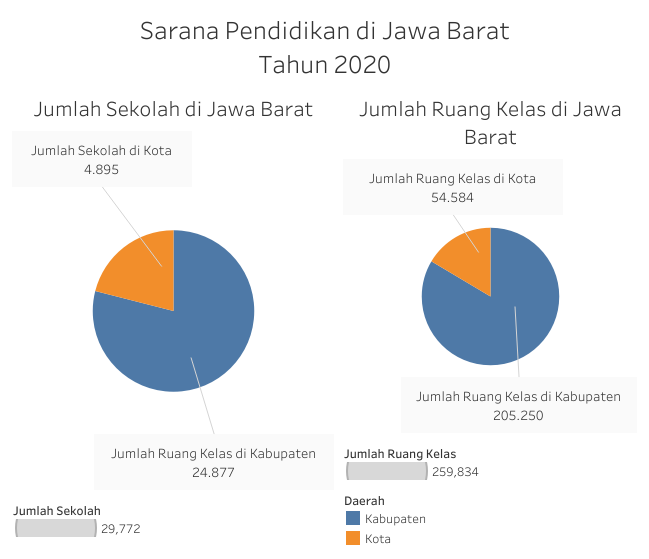 Sarana Pendidikan di Jawa Barat
Tahun 2020
Jumlah Sekolah di Jawa Barat
Jumlah Sekolah di Kota
4.895
Jumlah Ruang Kelas di Kabupaten
24.877
Jumlah Sekolah
29,772
Jumlah Ruang Kelas di Jawa
Barat
Jumlah Ruang Kelas di Kota
54.584
Jumlah Ruang Kelas di Kabupaten
205.250
Jumlah Ruang Kelas
259,834
Daerah
Kabupaten
Kota